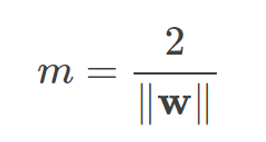 m = 2 / ‖w‖